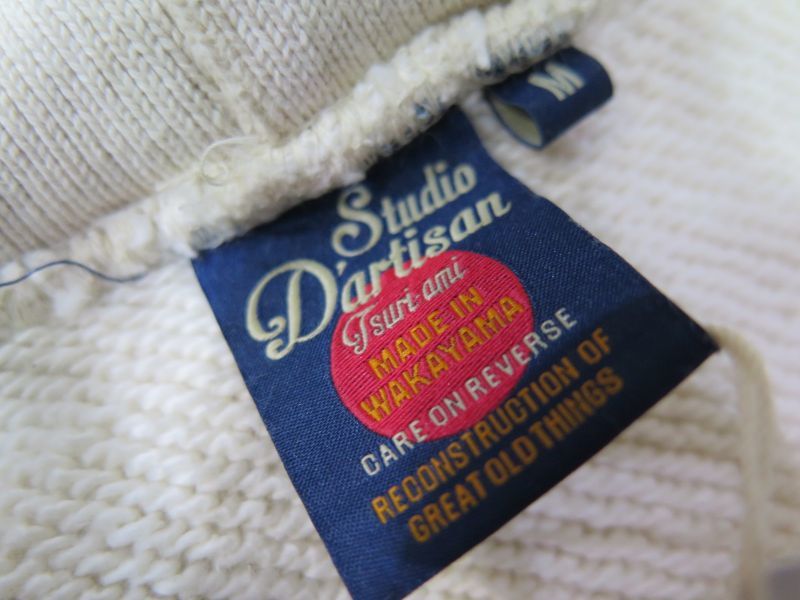 M
Studio
D'artisan
Tsuri-ami
MADE IN
WAKAYAMA
CARE ON REVERSE
RECONSTRUCTION OF
GREAT OLD THINGS